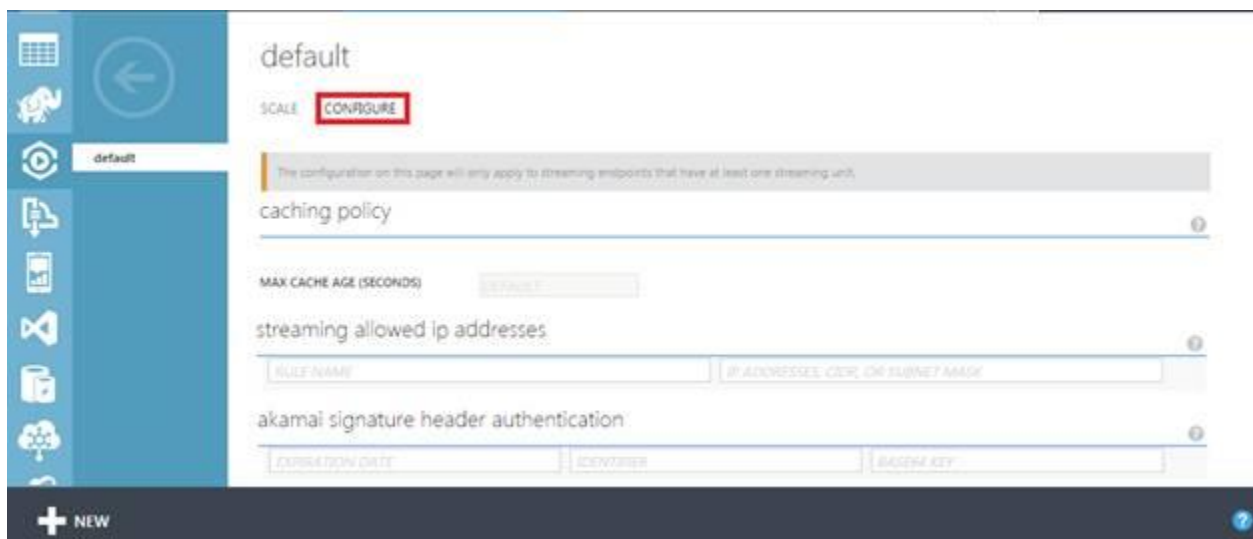 default
SCALE CONFIGURE
default
The configuration on this page will only apply to streaming endpoints that have at least one streaming unit.
caching policy
MAX CACHE AGE (SECONDS) DEFAULT
streaming allowed ip addresses
RULE NAME IP ADDRESSES, CIDR, OR SUBNET MASK
akamai signature header authentication
EXPIRATION DATE IDENTIFIER BASE64 KEY
NEW